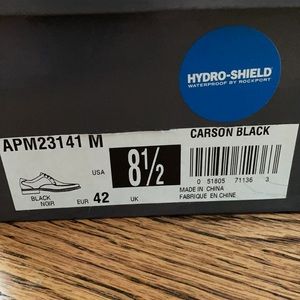 HYDRO-SHIELD®
WATERPROOF BY ROCKPORT
APM23141 M
CARSON BLACK
USA
8½
BLACK
NOIR
EUR 42
UK
0 51805 71136 3
MADE IN CHINA
FABRIQUE EN CHINE